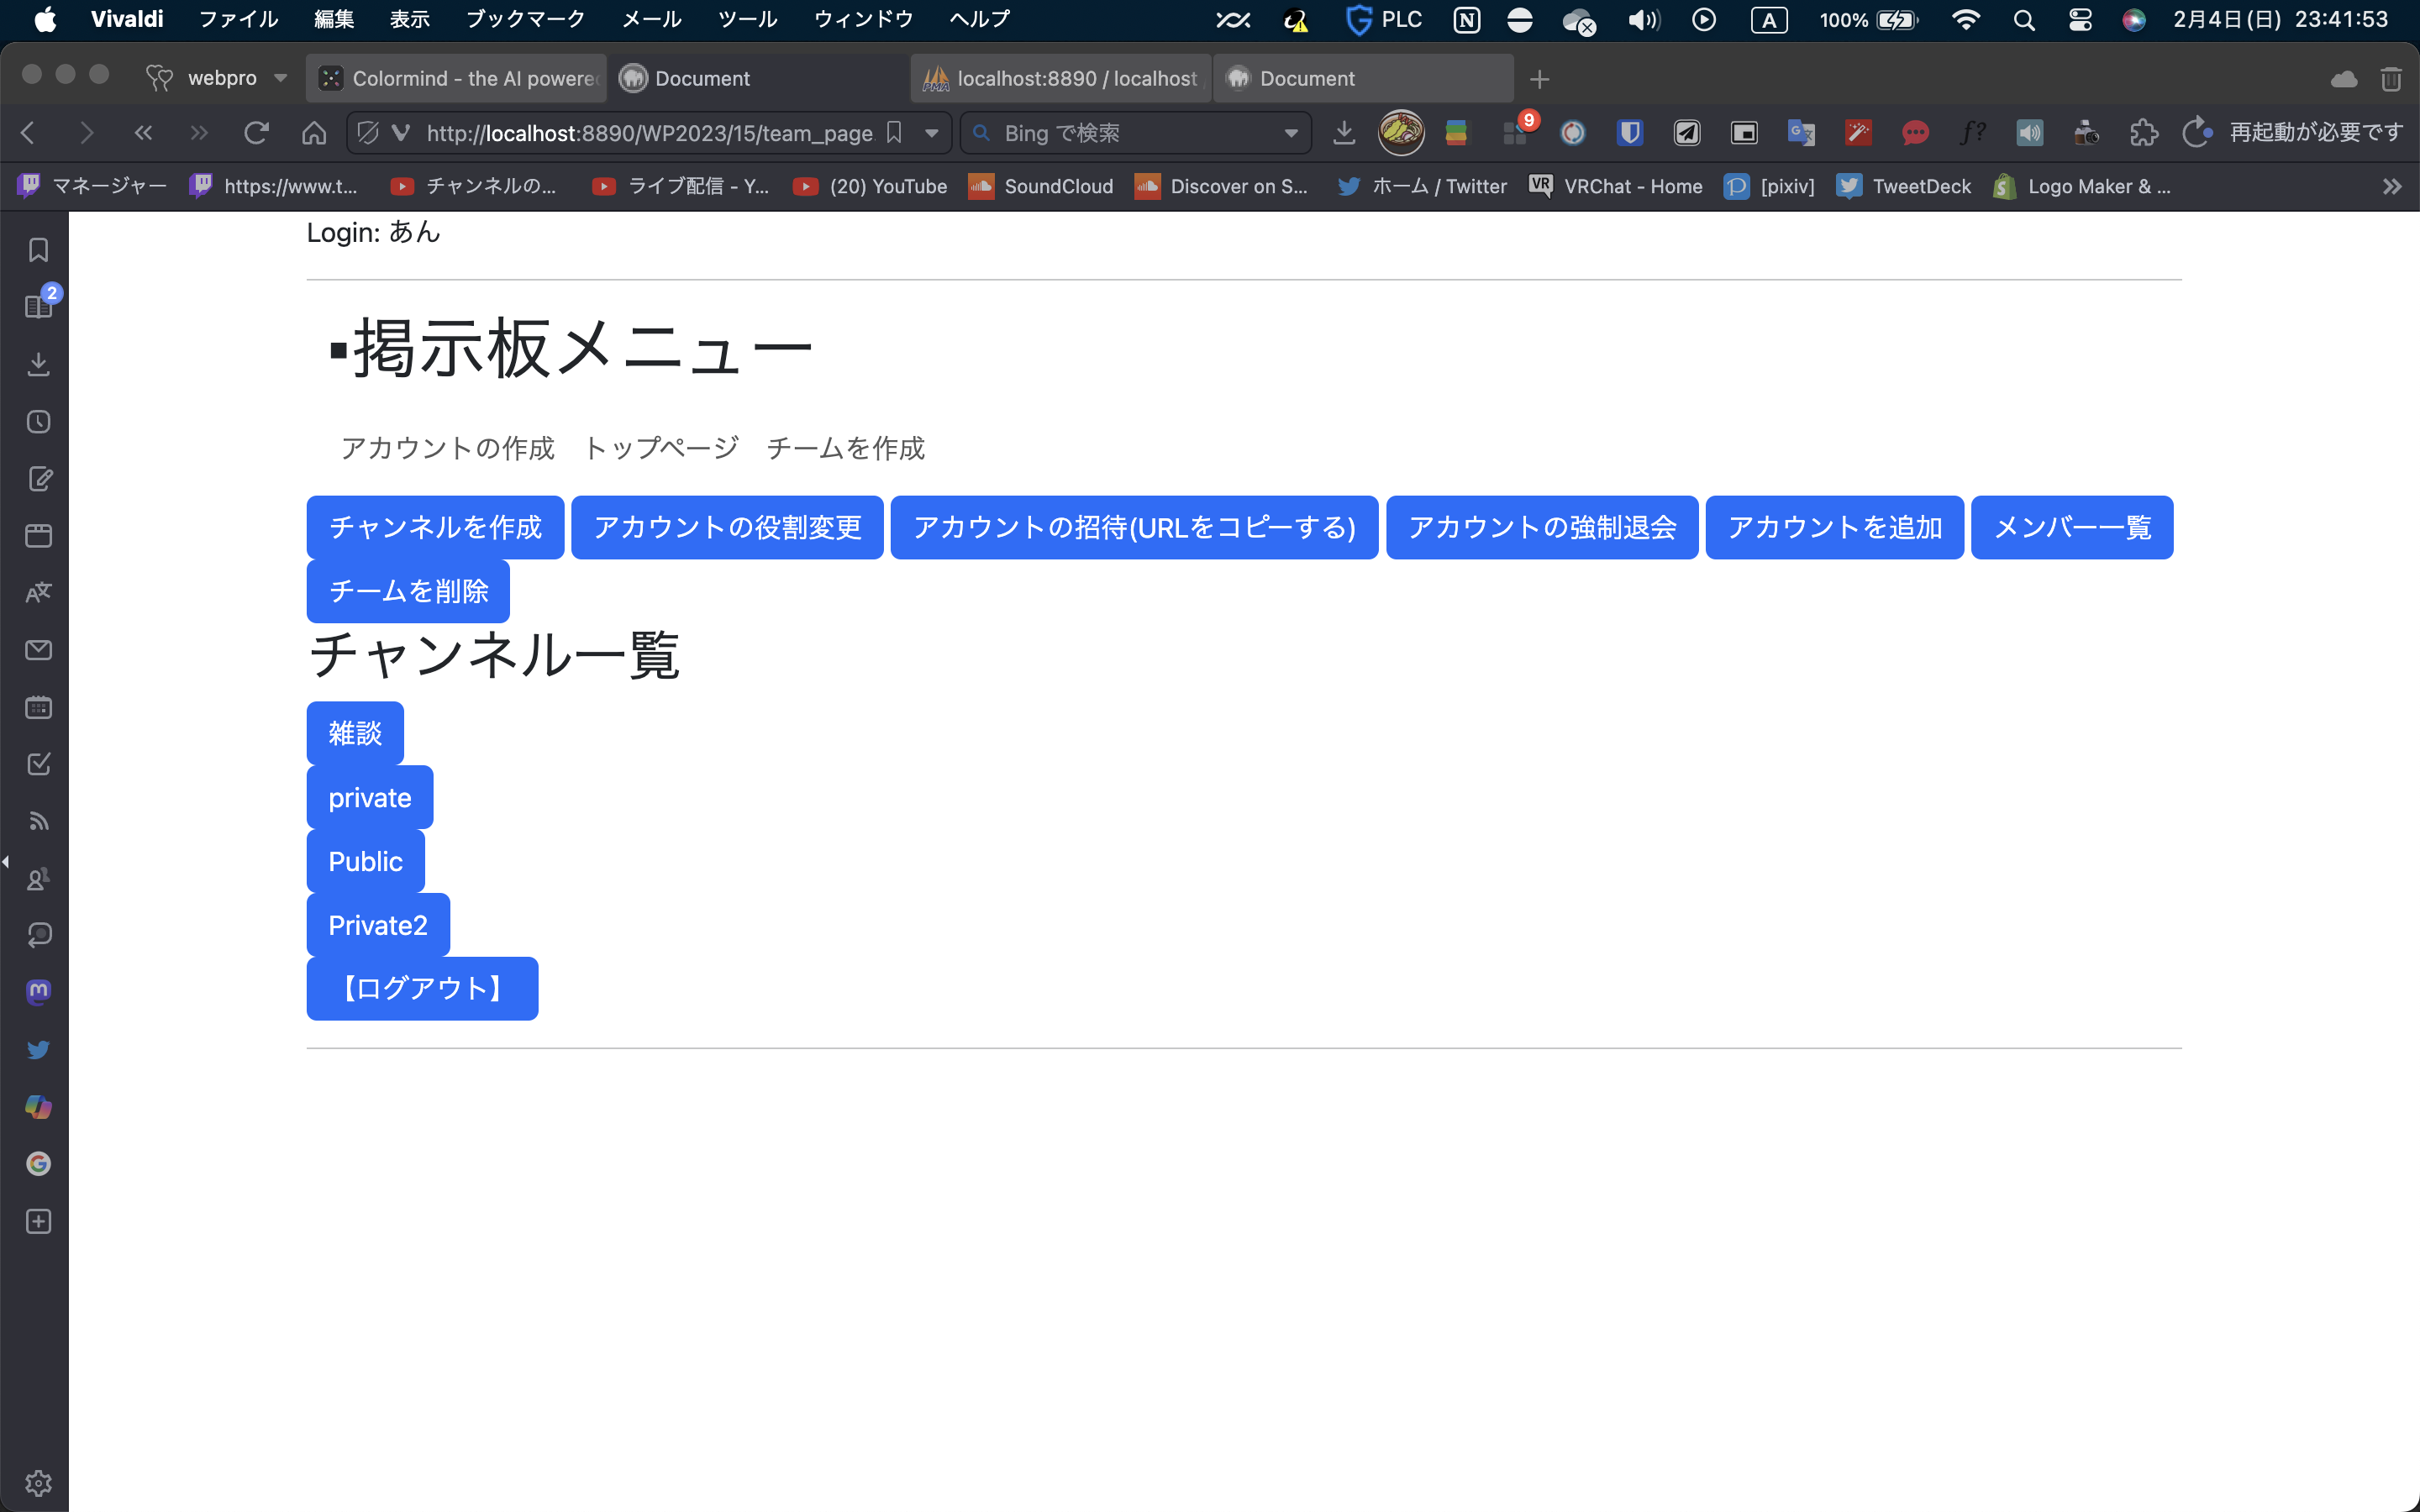 Vivaldi ファイル 編集 表示 ブックマーク メール ツール ウィンドウ ヘルプ PLC A 100% 2月4日(日) 23:41:53
webpro Colormind - the AI powere Document localhost:8890 / localhost Document
http://localhost:8890/WP2023/15/team_page Bing で検索 9 再起動が必要です
マネージャー https://www.t... チャンネルの... ライブ配信 - Y... (20) YouTube SoundCloud Discover on S... ホーム / Twitter VRChat - Home [pixiv] TweetDeck Logo Maker & ...
2
Login: あん
▪掲示板メニュー
アカウントの作成 トップページ チームを作成
チャンネルを作成 アカウントの役割変更 アカウントの招待(URLをコピーする) アカウントの強制退会 アカウントを追加 メンバー一覧
チームを削除
チャンネル一覧
雑談
private
Public
Private2
【ログアウト】